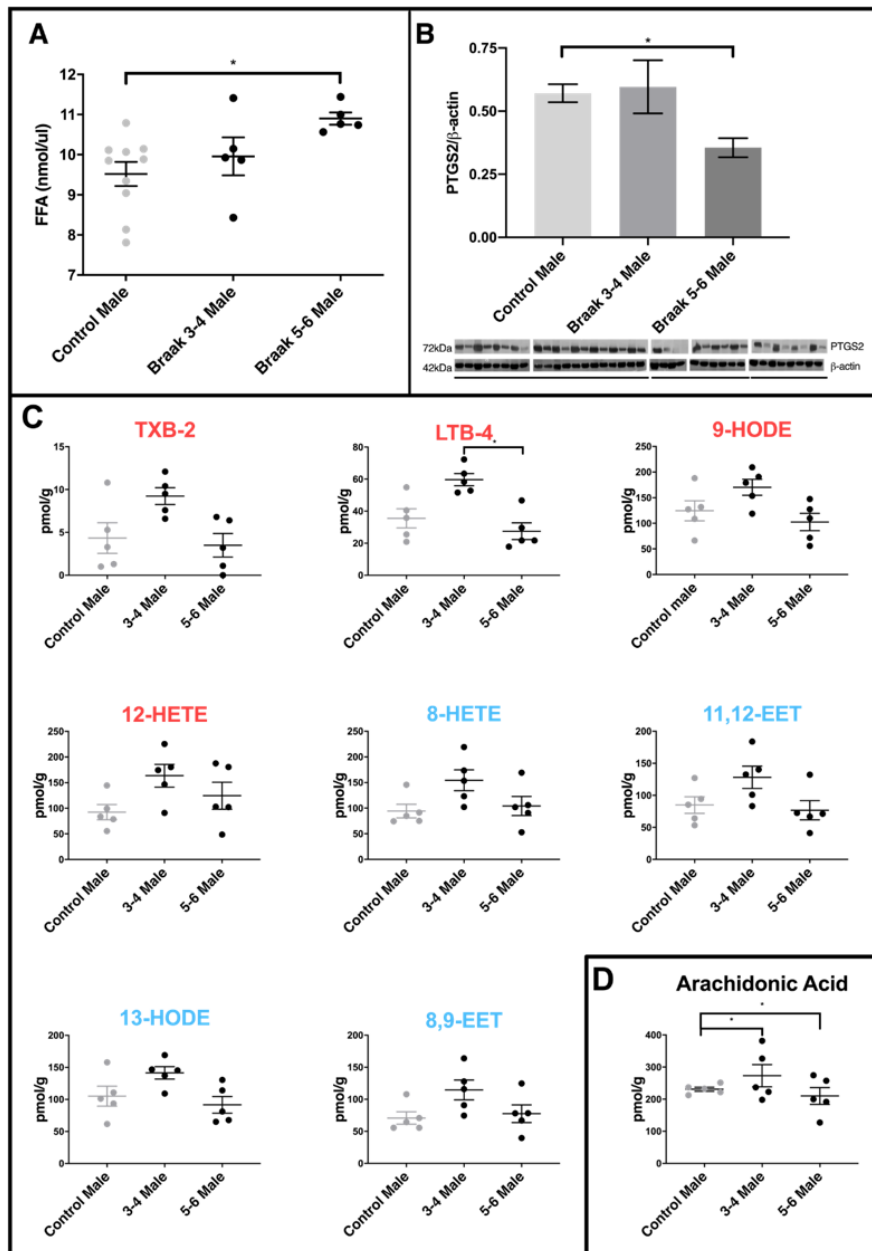 A
*
12
11
10
9
8
7
FFA (nmol/ul)
Control Male
Braak 3-4 Male
Braak 5-6 Male
B
*
0.75
0.50
0.25
0.00
PTGS2/β-actin
Control Male
Braak 3-4 Male
Braak 5-6 Male
72kDa
PTGS2
42kDa
β-actin
C
TXB-2
15
10
5
0
pmol/g
Control Male
3-4 Male
5-6 Male
LTB-4
*
80
60
40
20
0
pmol/g
Control Male
3-4 Male
5-6 Male
9-HODE
250
200
150
100
50
0
pmol/g
Control male
3-4 Male
5-6 Male
12-HETE
250
200
150
100
50
0
pmol/g
Control Male
3-4 Male
5-6 Male
8-HETE
250
200
150
100
50
0
pmol/g
Control Male
3-4 Male
5-6 Male
11,12-EET
200
150
100
50
0
pmol/g
Control Male
3-4 Male
5-6 Male
13-HODE
200
150
100
50
0
pmol/g
Control Male
3-4 Male
5-6 Male
8,9-EET
200
150
100
50
0
pmol/g
Control Male
3-4 Male
5-6 Male
D
Arachidonic Acid
*
*
400
300
200
100
0
pmol/g
Control Male
3-4 Male
5-6 Male